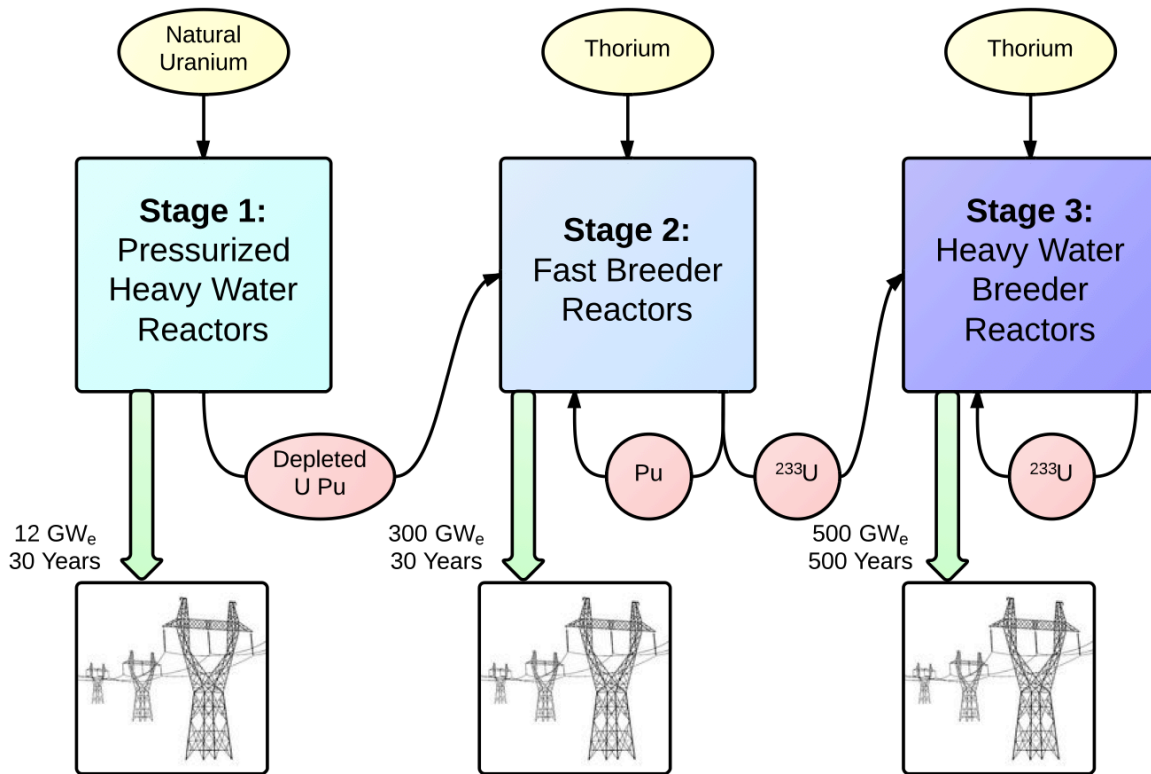 Natural
Uranium
Thorium
Thorium
Stage 1:
Pressurized
Heavy Water
Reactors
Stage 2:
Fast Breeder
Reactors
Stage 3:
Heavy Water
Breeder
Reactors
Depleted
U Pu
Pu
²³³U
²³³U
12 GWₑ
30 Years
300 GWₑ
30 Years
500 GWₑ
500 Years